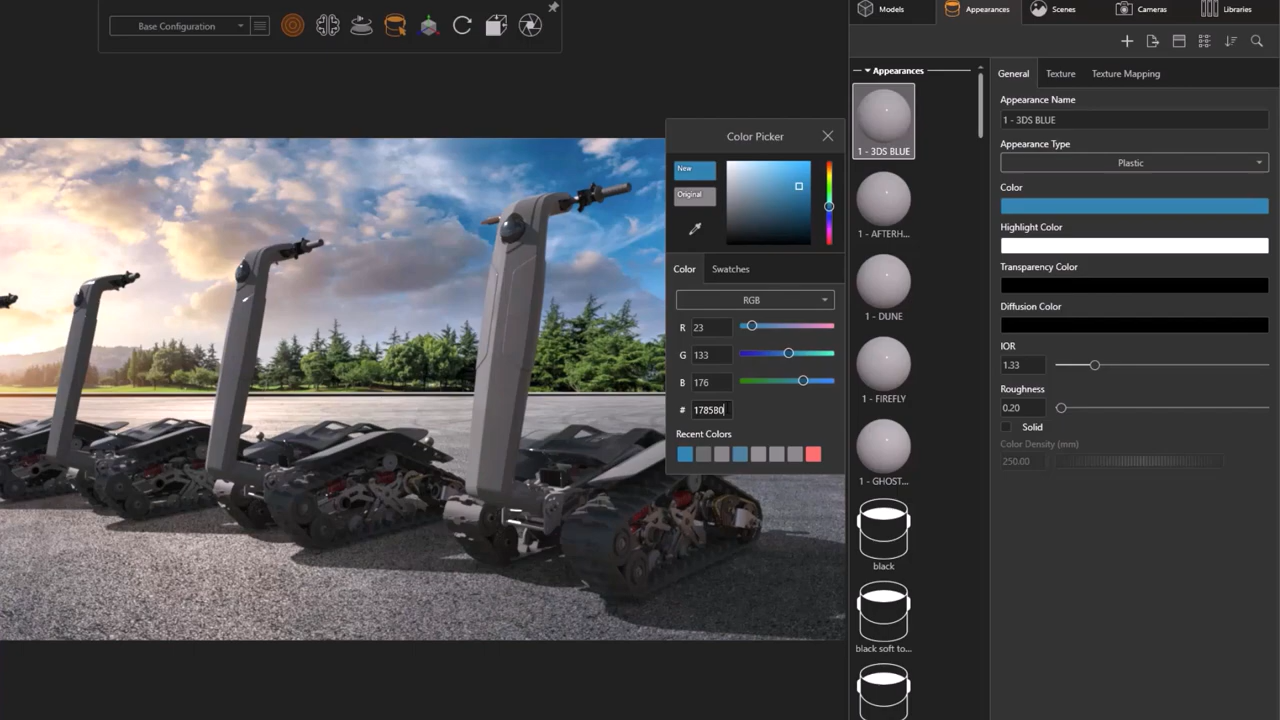 Base Configuration
Models
Appearances
Scenes
Cameras
Libraries
Appearances
1 - 3DS BLUE
1 - AFTERH...
1 - DUNE
1 - FIREFLY
1 - GHOST...
black
black soft to...
General
Texture
Texture Mapping
Appearance Name
1 - 3DS BLUE
Appearance Type
Plastic
Color
Highlight Color
Transparency Color
Diffusion Color
IOR
1.33
Roughness
0.20
Solid
Color Density (mm)
250.00
Color Picker
New
Original
Color
Swatches
RGB
R 23
G 133
B 176
# 1785B0
Recent Colors